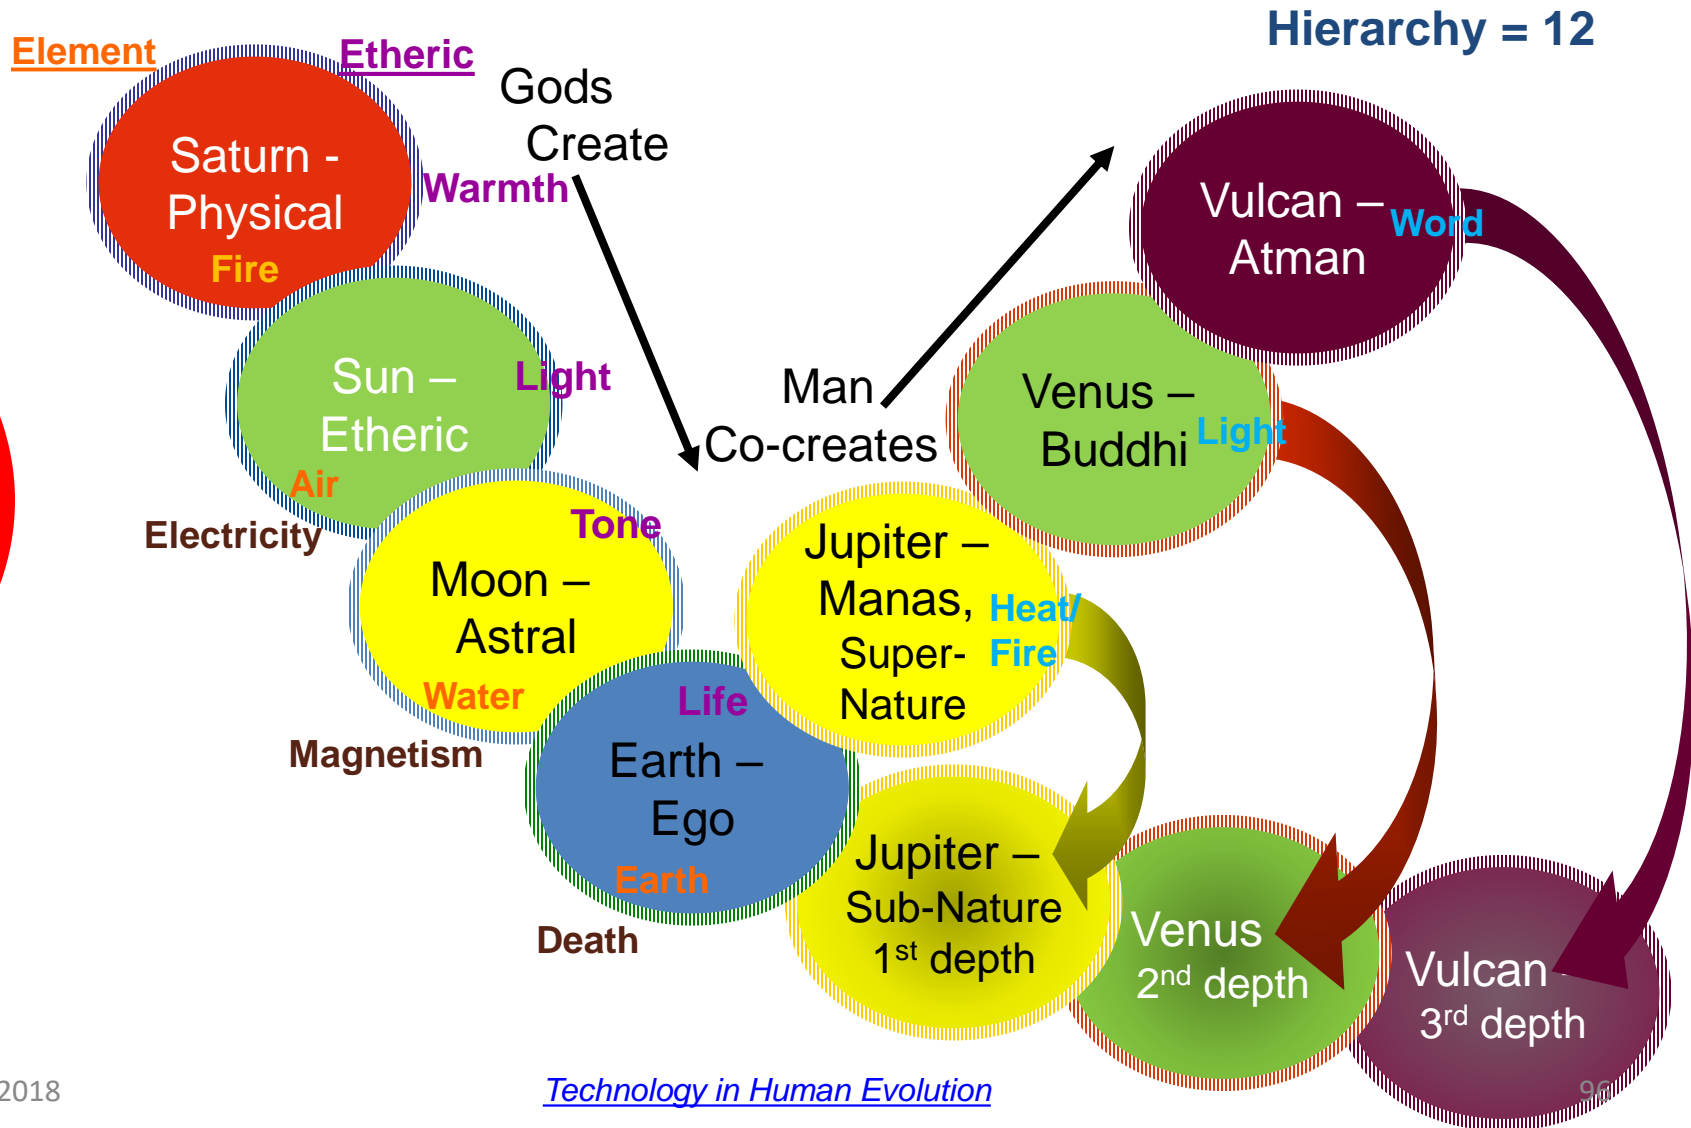 Hierarchy = 12
Element
Etheric
Gods
Create
Saturn -
Physical
Warmth
Fire
Vulcan –
Atman
Word
Sun –
Etheric
Light
Man
Co-creates
Venus –
Buddhi
Light
Air
Electricity
Tone
Moon –
Astral
Jupiter –
Manas,
Super-
Nature
Heat/
Fire
Water
Magnetism
Life
Earth –
Ego
Earth
Death
Jupiter –
Sub-Nature
1st depth
Venus
2nd depth
Vulcan -
3rd depth
2018
Technology in Human Evolution
96